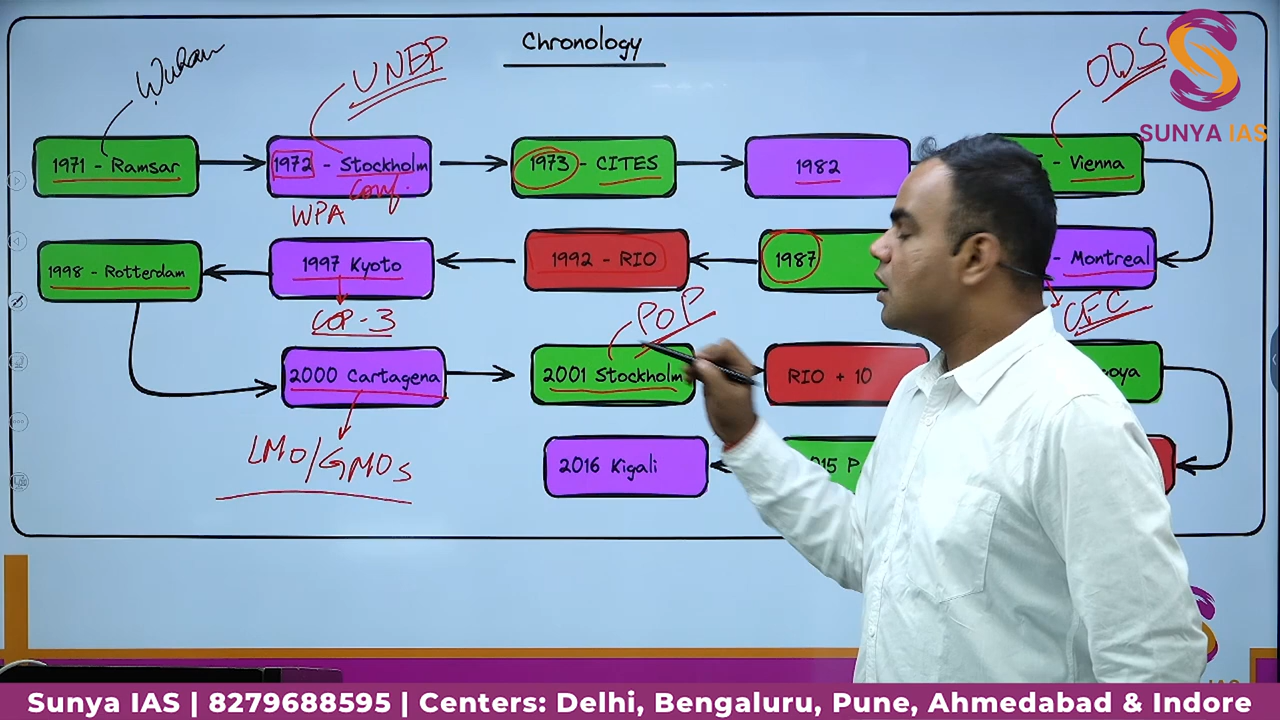 Chronology
Wuhan
UNEP
ODS
SUNYA IAS
1971 - Ramsar
1972 - Stockholm
Conf.
WPA
1973 - CITES
1982
- Vienna
- Montreal
CFC
1987
1992 - RIO
1997 Kyoto
COP-3
1998 - Rotterdam
2000 Cartagena
LMO/GMOs
2001 Stockholm
POP
RIO + 10
goya
2015 P
2016 Kigali
Sunya IAS | 8279688595 | Centers: Delhi, Bengaluru, Pune, Ahmedabad & Indore